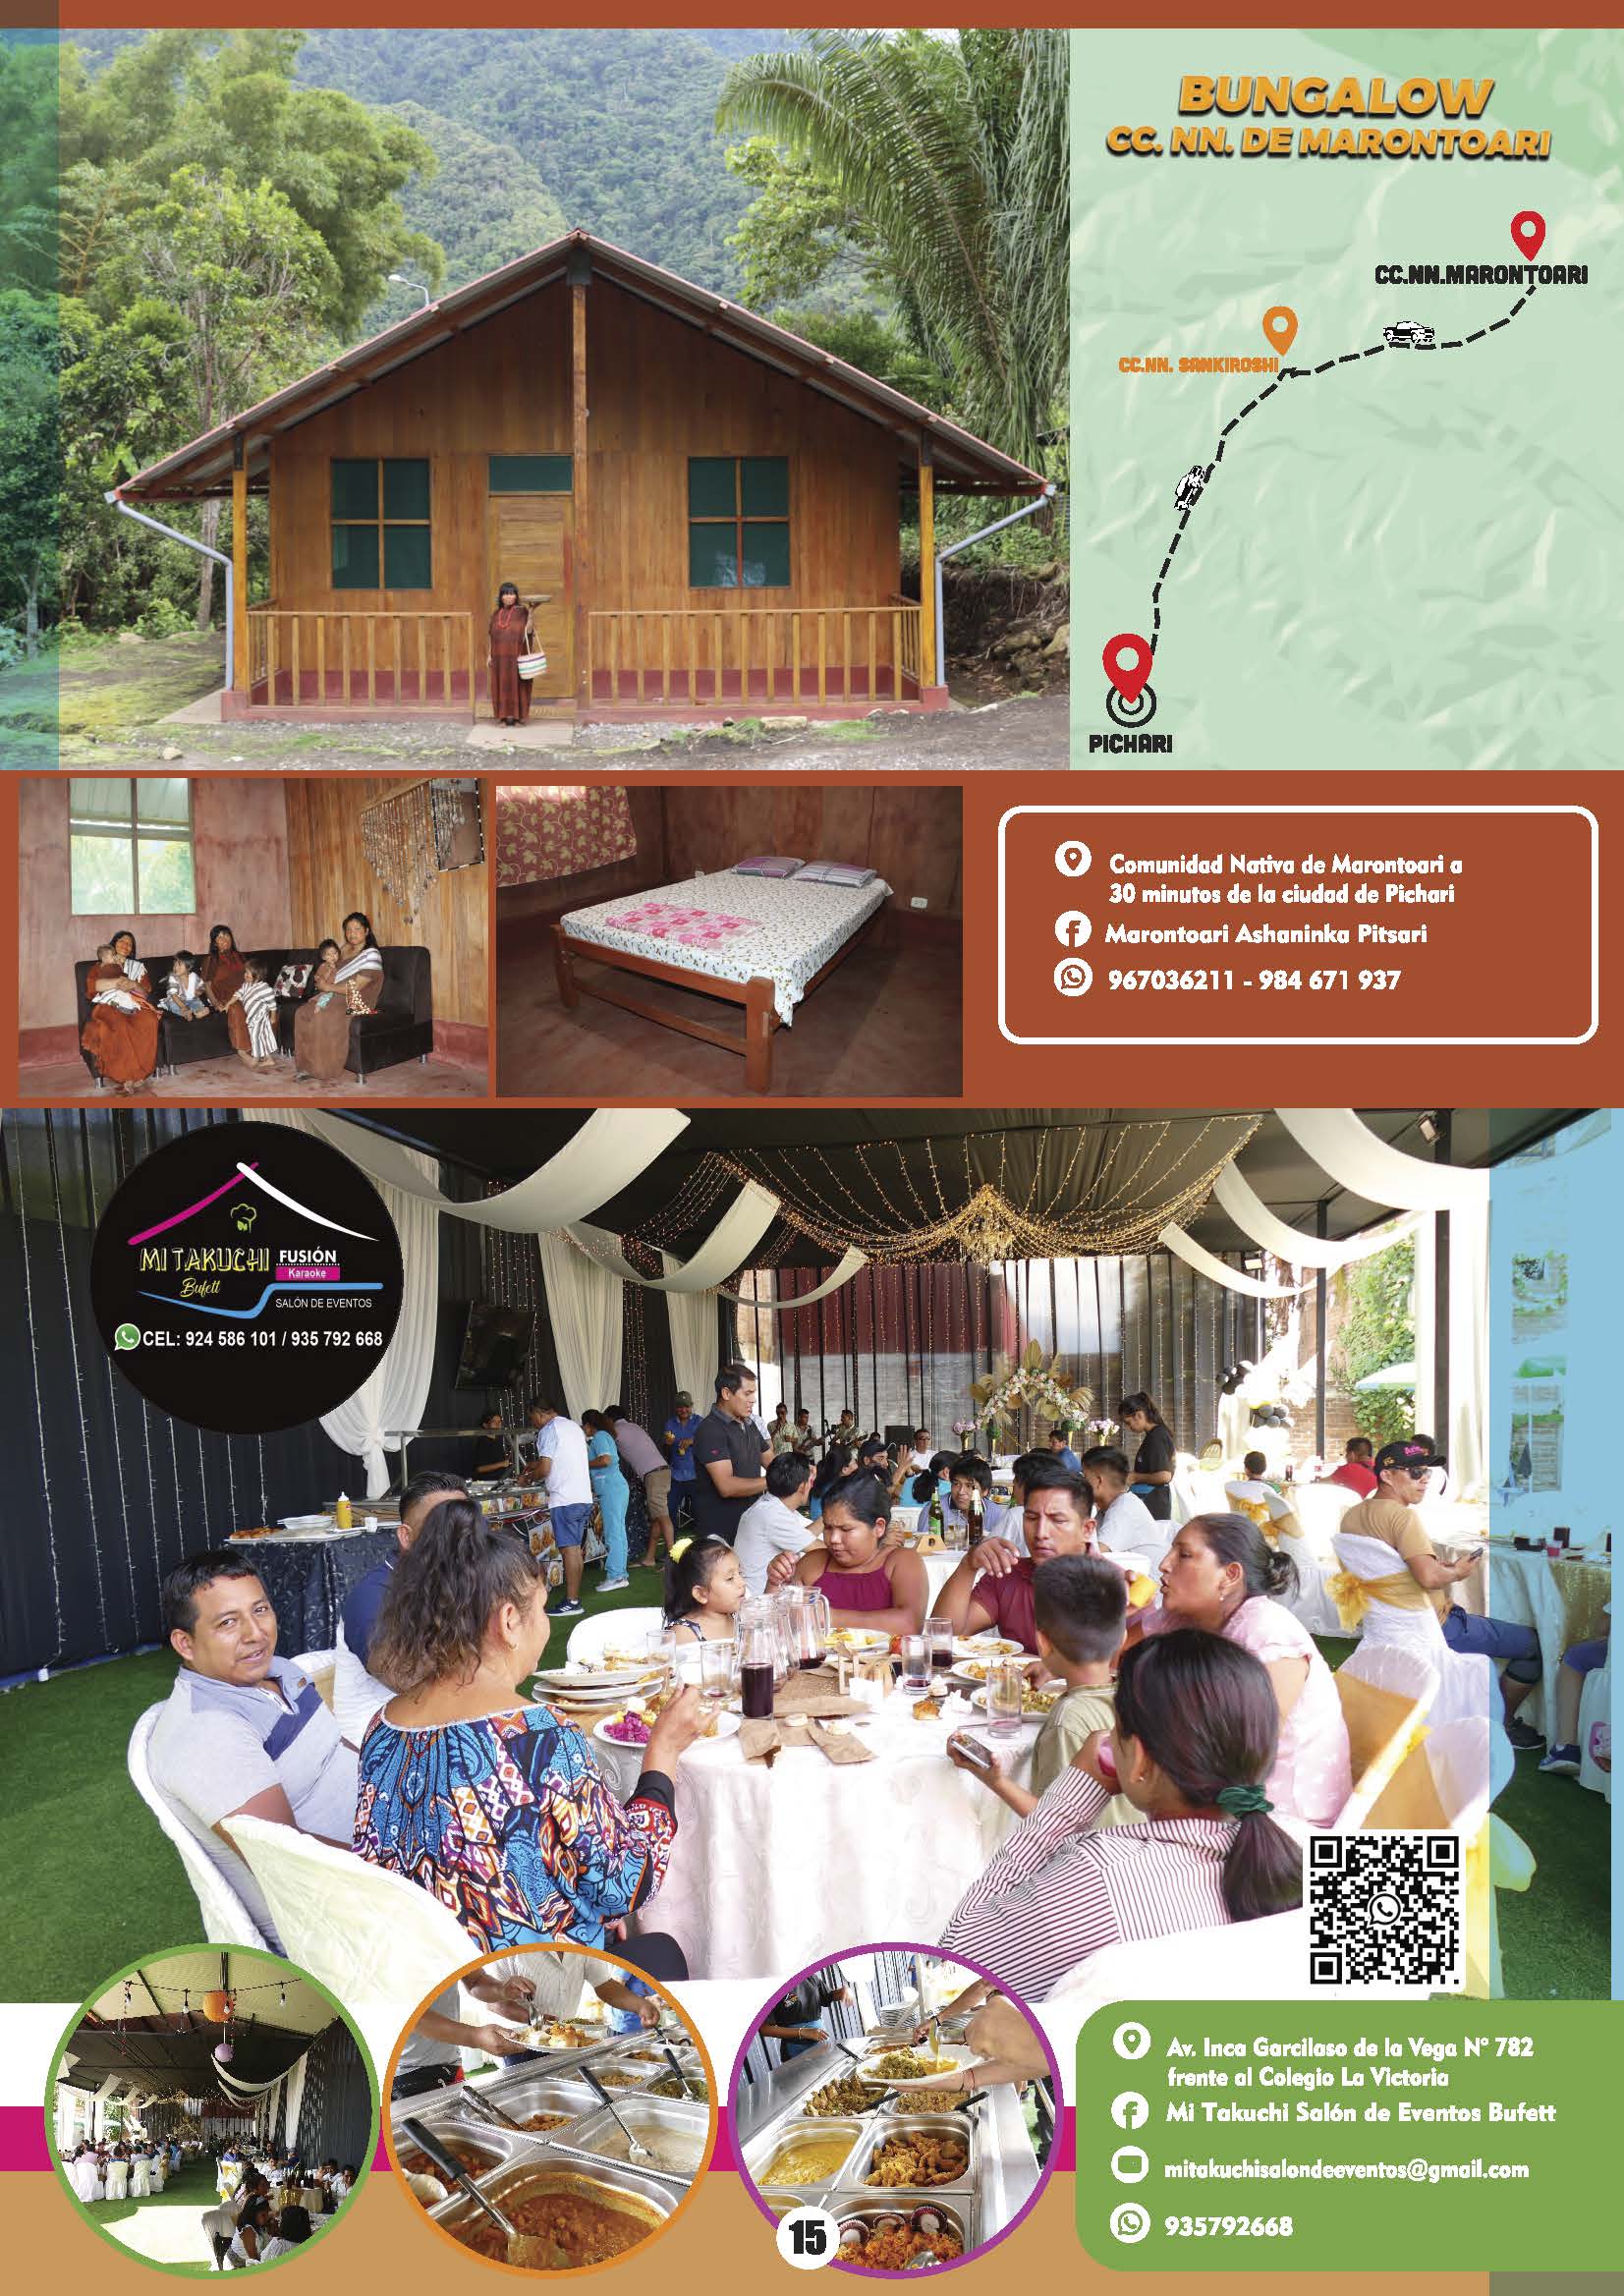 BUNGALOW
CC. NN. DE MARONTOARI
CC.NN.MARONTOARI
CC.NN. SANKIROSHI
PICHARI
Comunidad Nativa de Marontoari a
30 minutos de la ciudad de Pichari
Marontoari Ashaninka Pitsari
967036211 - 984 671 937
MI TAKUCHI FUSIÓN
Karaoke
Bufett
SALÓN DE EVENTOS
CEL: 924 586 101 / 935 792 668
Av. Inca Garcilaso de la Vega Nº 782
frente al Colegio La Victoria
Mi Takuchi Salón de Eventos Bufett
mitakuchisalondeeventos@gmail.com
935792668
15